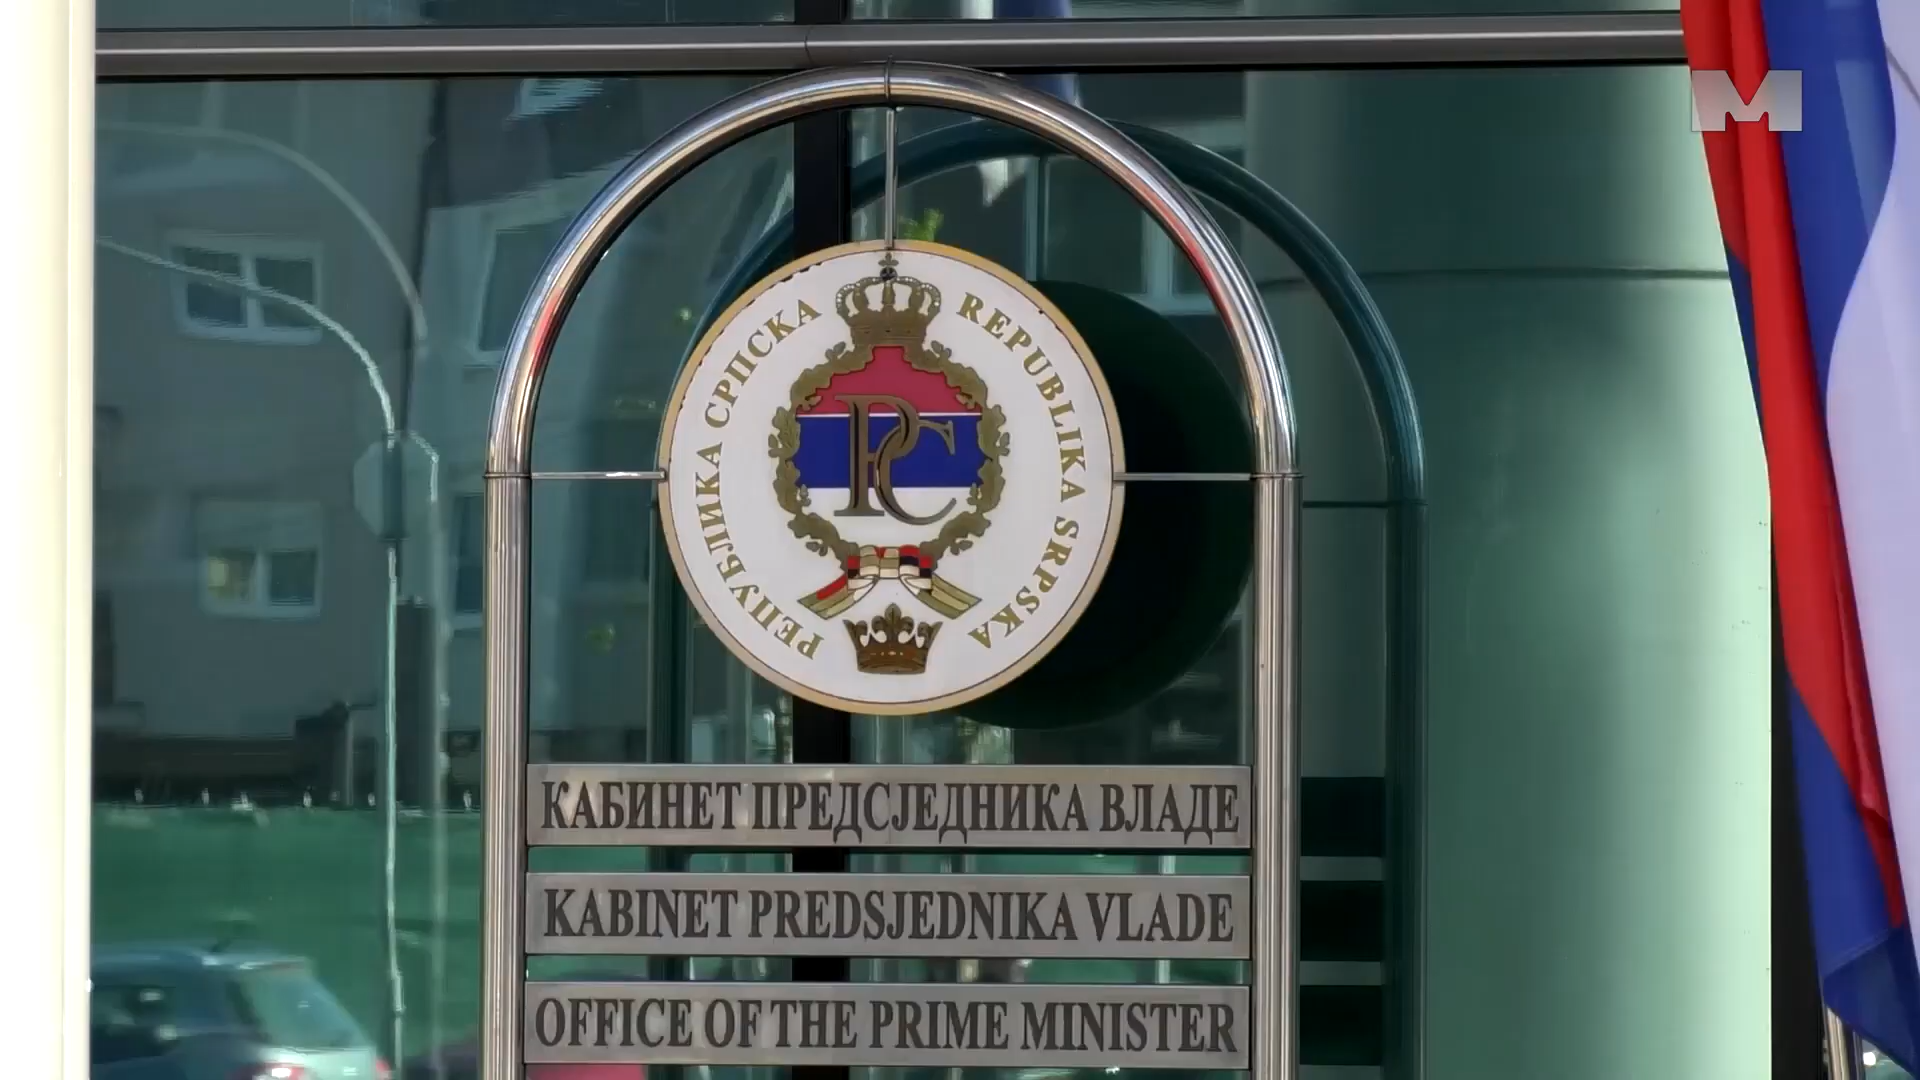 РЕПУБЛИКА СРПСКА
REPUBLIKA SRPSKA
РС
КАБИНЕТ ПРЕДСЈЕДНИКА ВЛАДЕ
KABINET PREDSJEDNIKA VLADE
OFFICE OF THE PRIME MINISTER
M